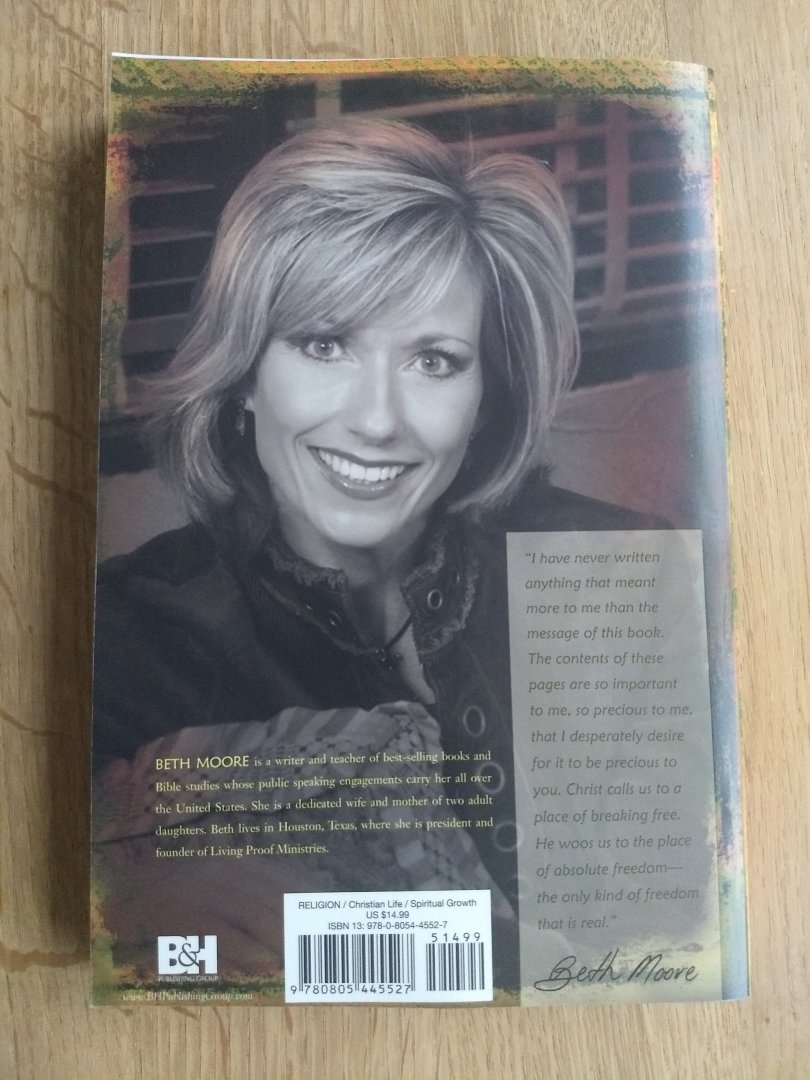 “I have never written
anything that meant
more to me than the
message of this book.
The contents of these
pages are so important
to me, so precious to me,
that I desperately desire
for it to be precious to
you. Christ calls us to a
place of breaking free.
He woos us to the place
of absolute freedom—
the only kind of freedom
that is real.”
Beth Moore
BETH MOORE is a writer and teacher of best-selling books and
Bible studies whose public speaking engagements carry her all over
the United States. She is a dedicated wife and mother of two adult
daughters. Beth lives in Houston, Texas, where she is president and
founder of Living Proof Ministries.
RELIGION / Christian Life / Spiritual Growth
US $14.99
ISBN 13: 978-0-8054-4552-7
51499
9 780805 445527
B&H
PUBLISHING GROUP
www.BHPublishingGroup.com